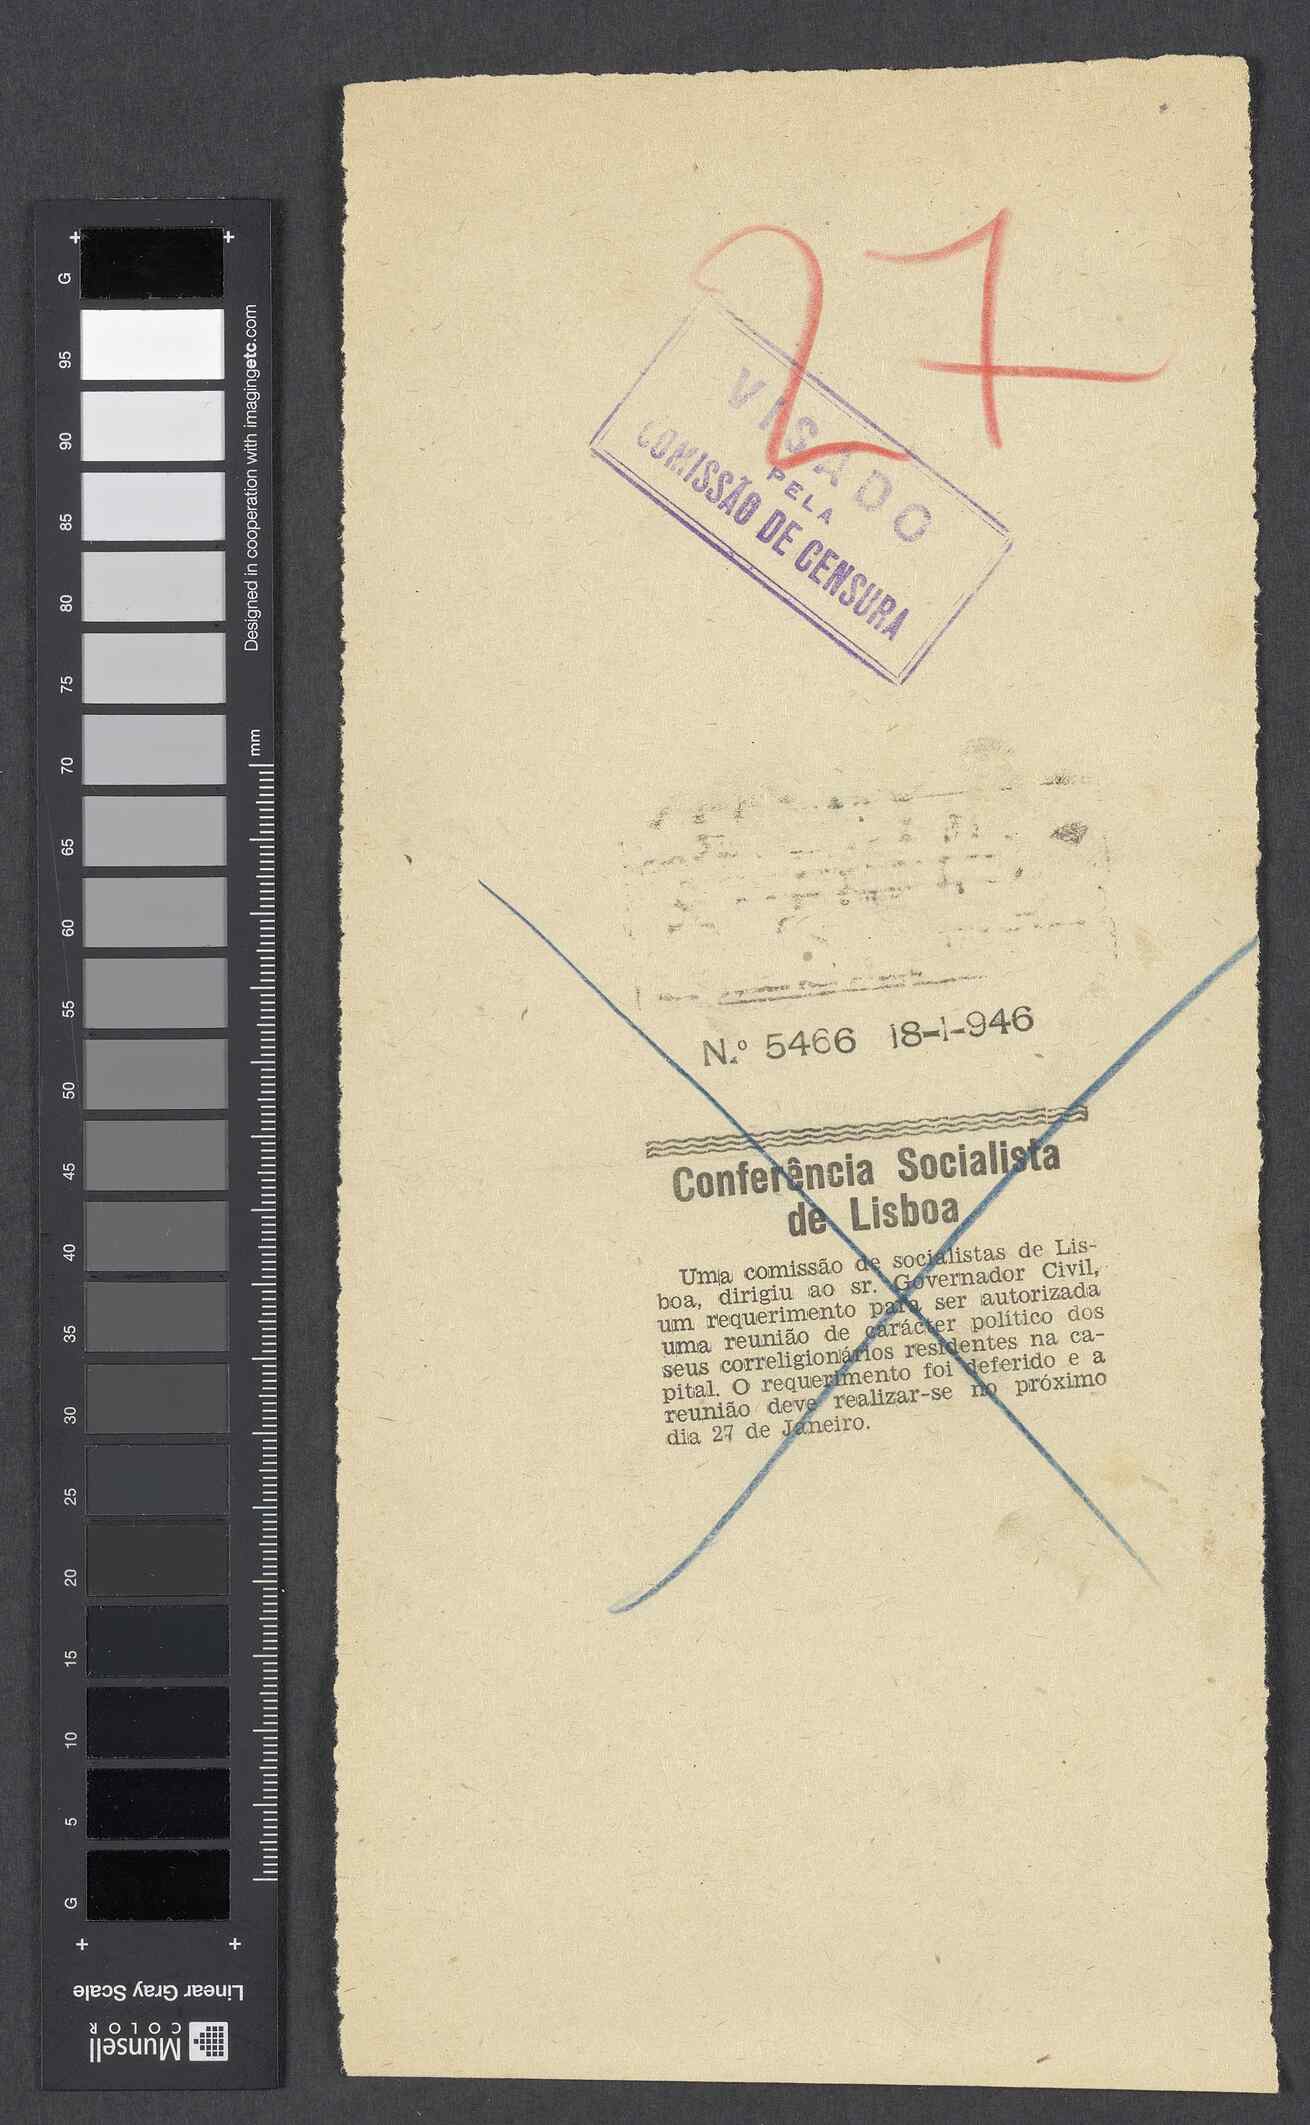 27
VISADO
PELA
COMISSÃO DE CENSURA
N.º 5466 18-1-946
Conferência Socialista
de Lisboa
Uma comissão de socialistas de Lis-
boa, dirigiu ao sr. Governador Civil,
um requerimento para ser autorizada
uma reunião de carácter político dos
seus correligionários residentes na ca-
pital. O requerimento foi deferido e a
reunião deve realizar-se no próximo
dia 27 de Janeiro.
G
95
90
85
80
75
70
65
60
55
50
45
40
35
30
25
20
15
10
5
G
mm
Designed in cooperation with imagingetc.com
Linear Gray Scale
Munsell
COLOR